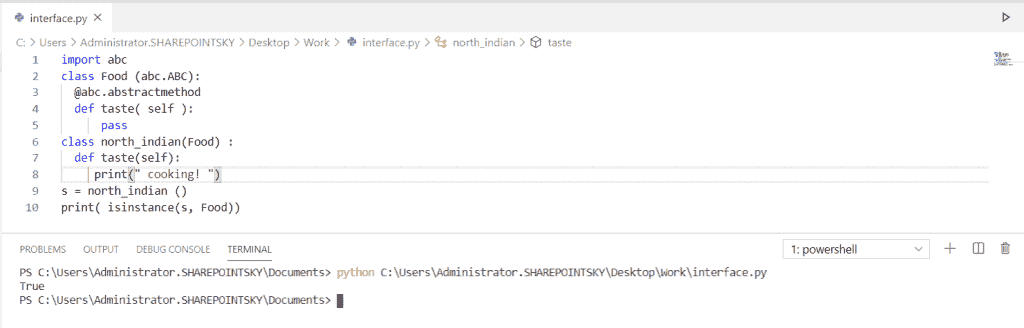 interface.py
C: > Users > Administrator.SHAREPOINTSKY > Desktop > Work > interface.py > north_indian > taste
1 import abc
2 class Food (abc.ABC):
3 @abc.abstractmethod
4 def taste( self ):
5 pass
6 class north_indian(Food) :
7 def taste(self):
8 print(" cooking! ")
9 s = north_indian ()
10 print( isinstance(s, Food))
PROBLEMS OUTPUT DEBUG CONSOLE TERMINAL 1: powershell
PS C:\Users\Administrator.SHAREPOINTSKY\Documents> python C:\Users\Administrator.SHAREPOINTSKY\Desktop\Work\interface.py
True
PS C:\Users\Administrator.SHAREPOINTSKY\Documents>